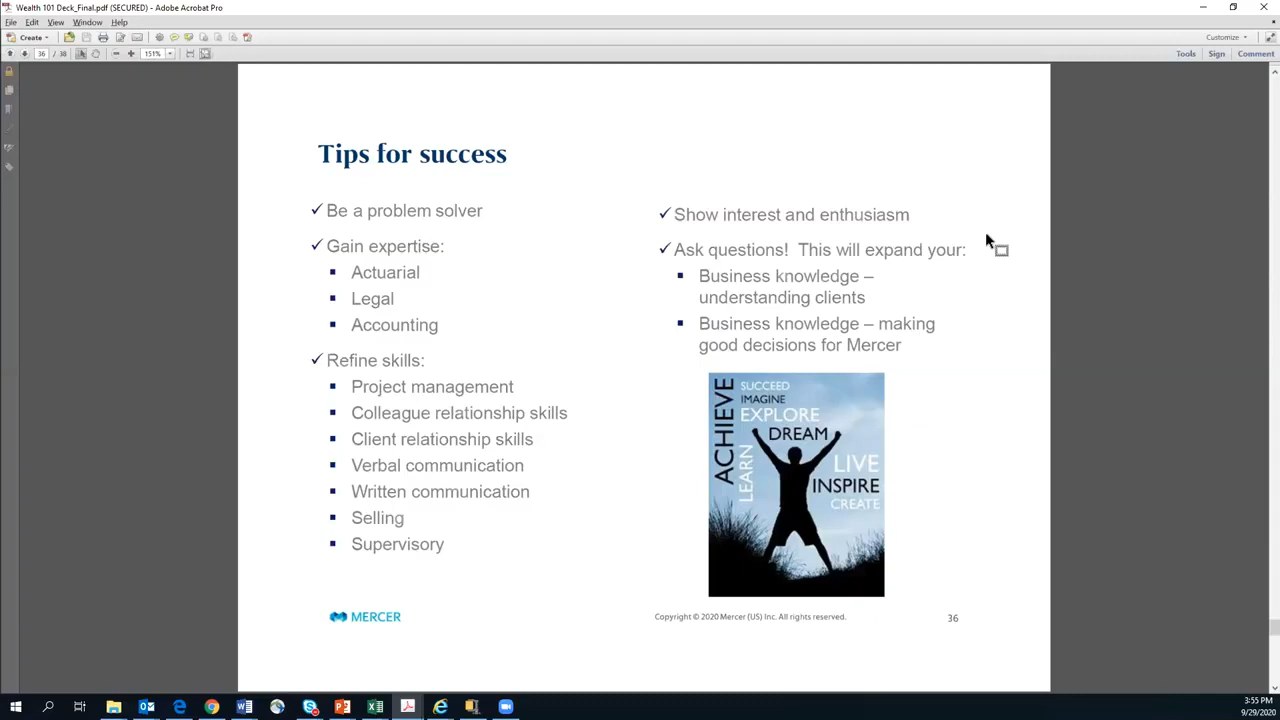 Wealth 101 Deck_Final.pdf (SECURED) - Adobe Acrobat Pro
File Edit View Window Help
Create
Customize
36 / 38 151%
Tools Sign Comment
Tips for success
Be a problem solver
Gain expertise:
Actuarial
Legal
Accounting
Refine skills:
Project management
Colleague relationship skills
Client relationship skills
Verbal communication
Written communication
Selling
Supervisory
Show interest and enthusiasm
Ask questions! This will expand your:
Business knowledge –
understanding clients
Business knowledge – making
good decisions for Mercer
ACHIEVE
SUCCEED
IMAGINE
EXPLORE
DREAM
LEARN
LIVE
INSPIRE
CREATE
MERCER
Copyright © 2020 Mercer (US) Inc. All rights reserved.
36
3:55 PM
9/29/2020